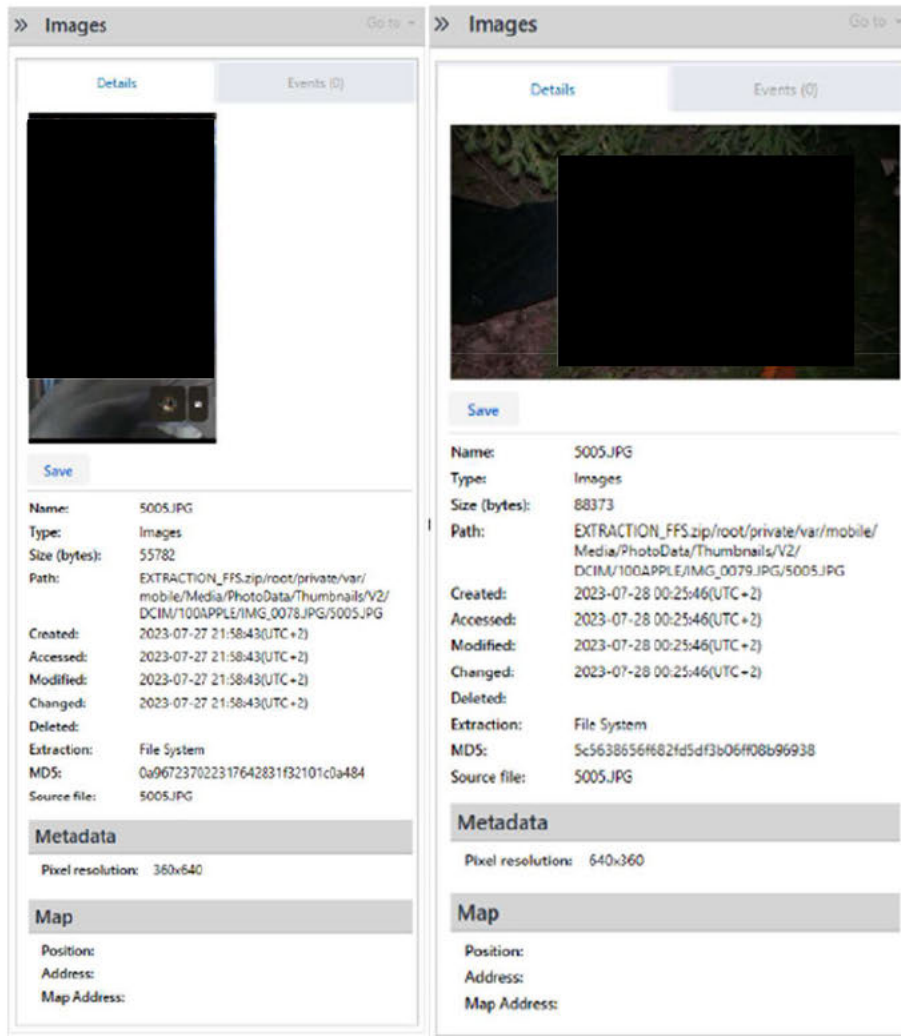 Images
Go to
Details
Events (0)
Save
Name: 5005.JPG
Type: Images
Size (bytes): 55782
Path: EXTRACTION_FFS.zip/root/private/var/
mobile/Media/PhotoData/Thumbnails/V2/
DCIM/100APPLE/IMG_0078.JPG/5005.JPG
Created: 2023-07-27 21:58:43(UTC+2)
Accessed: 2023-07-27 21:58:43(UTC+2)
Modified: 2023-07-27 21:58:43(UTC+2)
Changed: 2023-07-27 21:58:43(UTC+2)
Deleted:
Extraction: File System
MD5: 0a967237022317642831f32101c0a484
Source file: 5005.JPG
Metadata
Pixel resolution: 360x640
Map
Position:
Address:
Map Address:
Images
Go to
Details
Events (0)
Save
Name: 5005.JPG
Type: Images
Size (bytes): 88373
Path: EXTRACTION_FFS.zip/root/private/var/mobile/
Media/PhotoData/Thumbnails/V2/
DCIM/100APPLE/IMG_0079.JPG/5005.JPG
Created: 2023-07-28 00:25:46(UTC+2)
Accessed: 2023-07-28 00:25:46(UTC+2)
Modified: 2023-07-28 00:25:46(UTC+2)
Changed: 2023-07-28 00:25:46(UTC+2)
Deleted:
Extraction: File System
MD5: 5c5638656f682fd5df3b06ff08b96938
Source file: 5005.JPG
Metadata
Pixel resolution: 640x360
Map
Position:
Address:
Map Address: